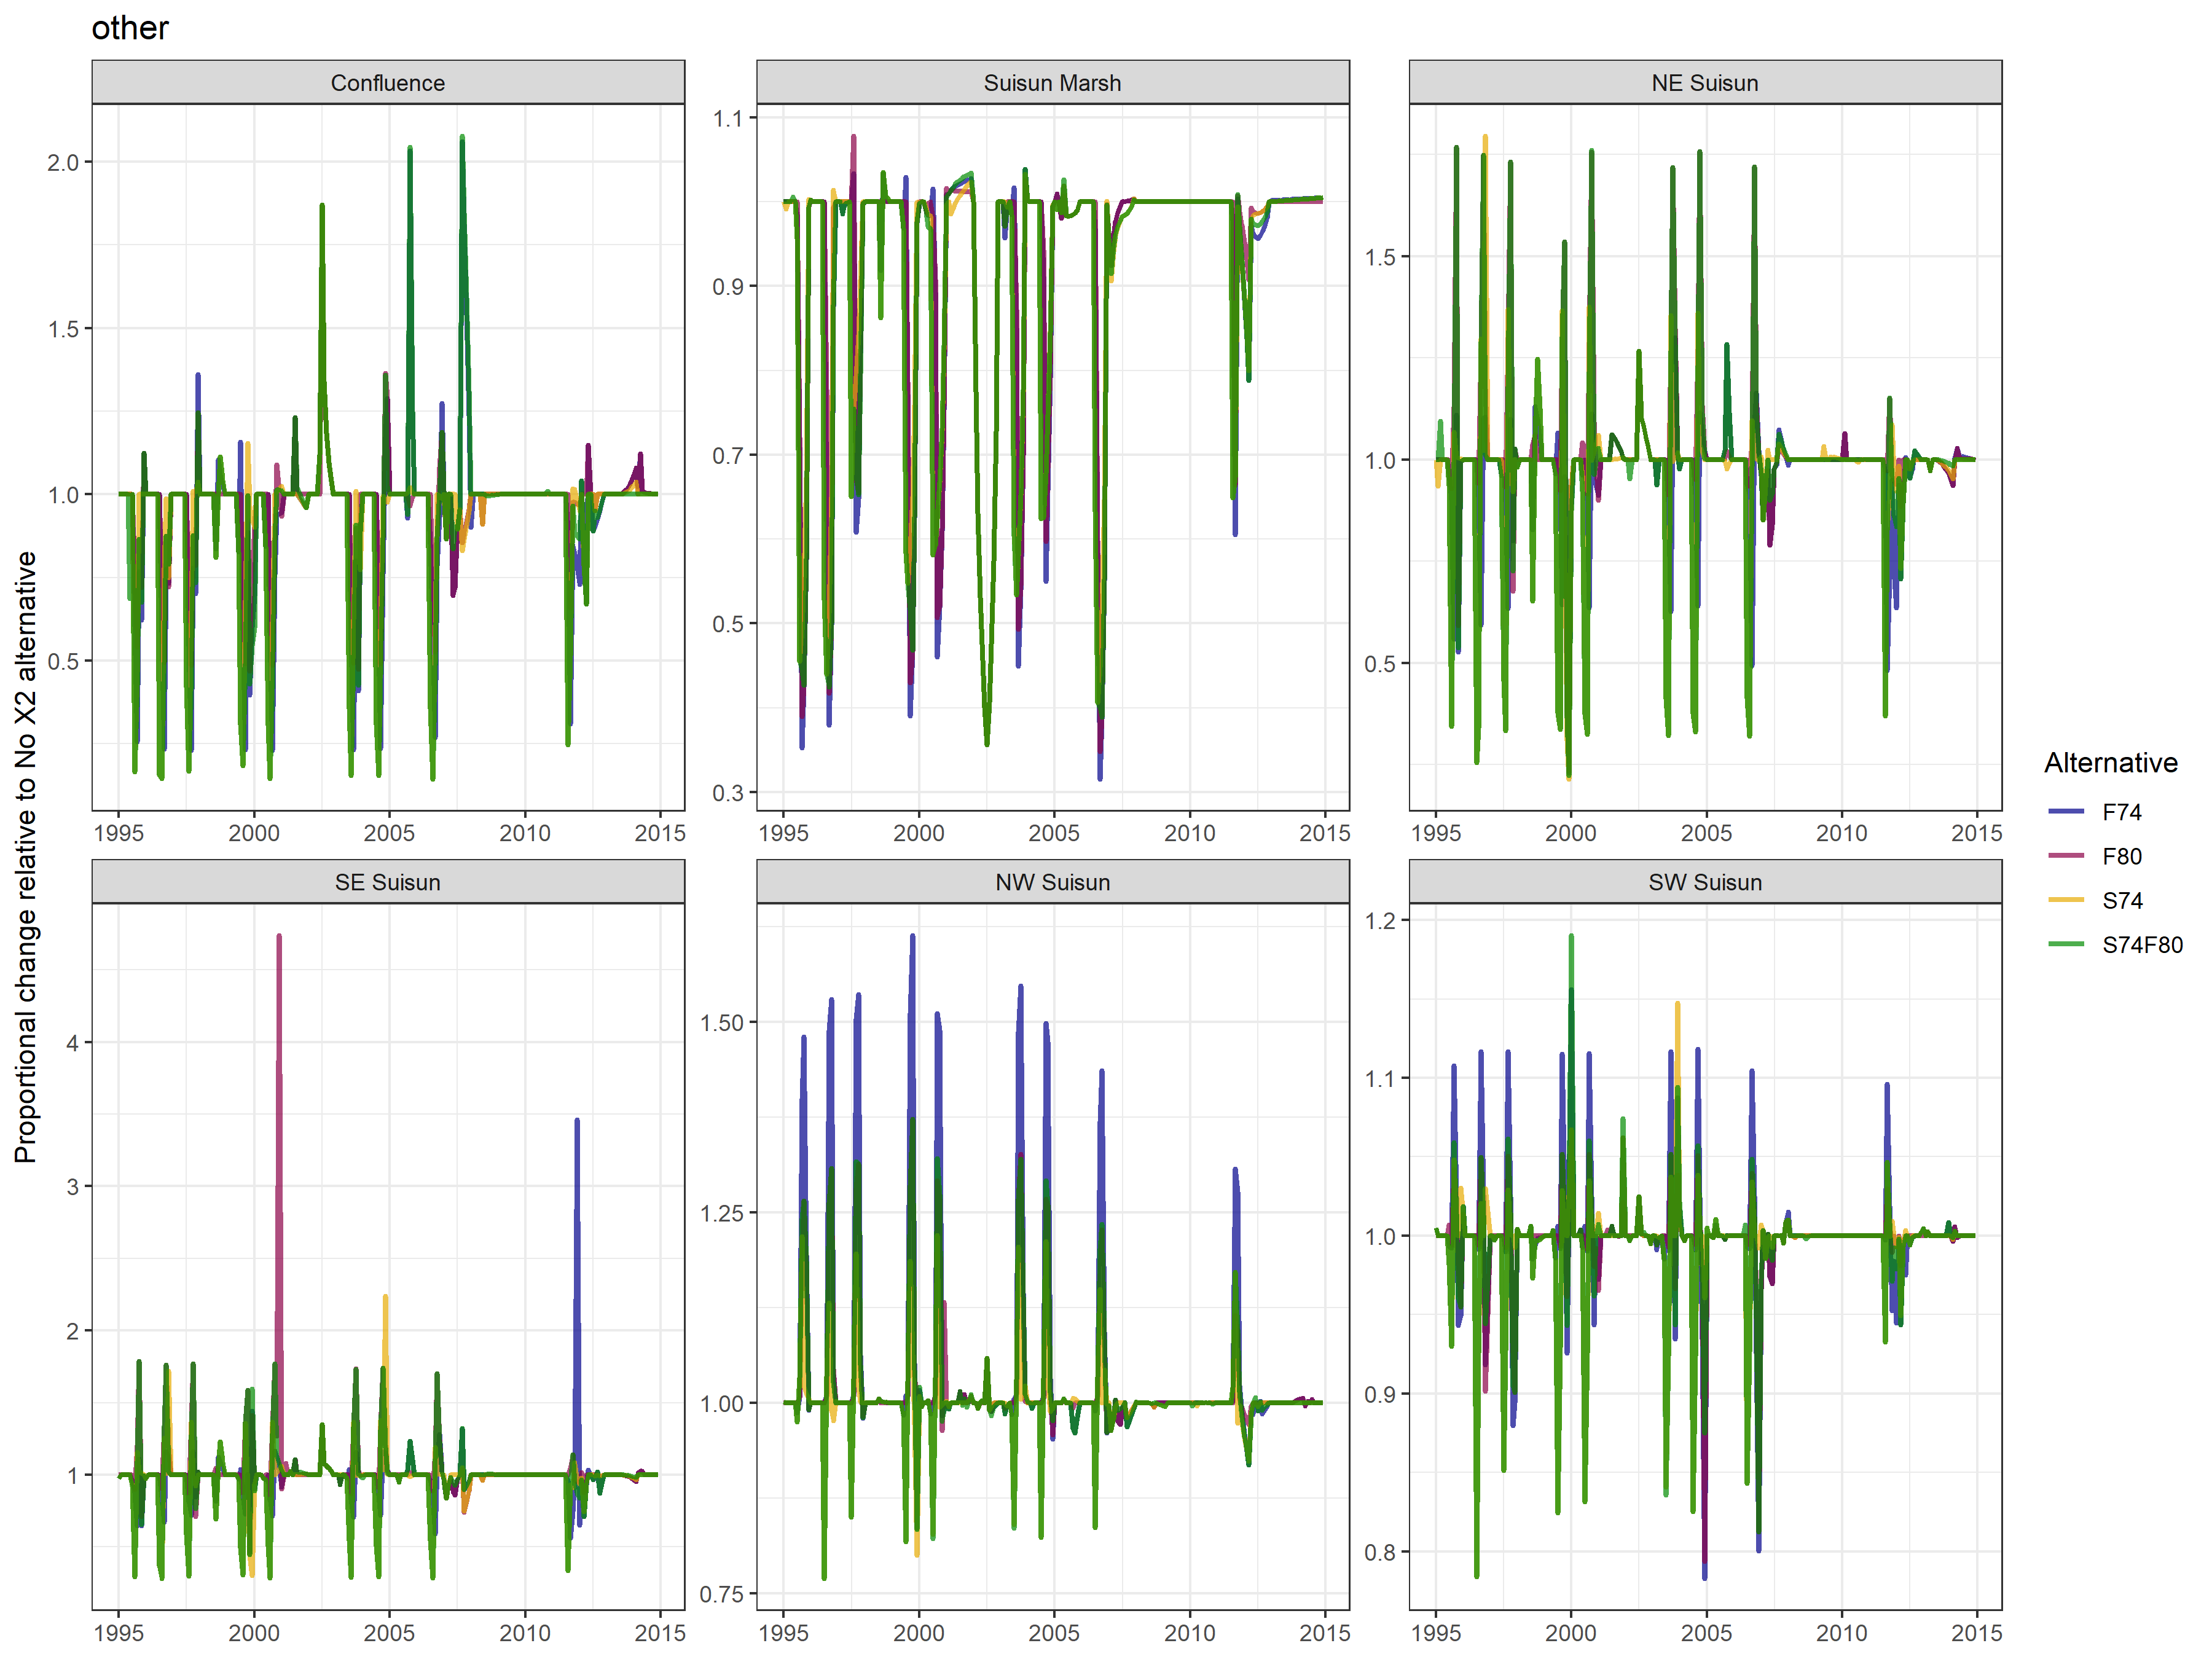 other
Confluence
Suisun Marsh
NE Suisun
2.0
1.5
1.0
0.5
1.1
0.9
0.7
0.5
0.3
1.5
1.0
0.5
1995 2000 2005 2010 2015
1995 2000 2005 2010 2015
1995 2000 2005 2010 2015
Proportional change relative to No X2 alternative
SE Suisun
NW Suisun
SW Suisun
4
3
2
1
1.50
1.25
1.00
0.75
1.2
1.1
1.0
0.9
0.8
1995 2000 2005 2010 2015
1995 2000 2005 2010 2015
1995 2000 2005 2010 2015
Alternative
F74
F80
S74
S74F80